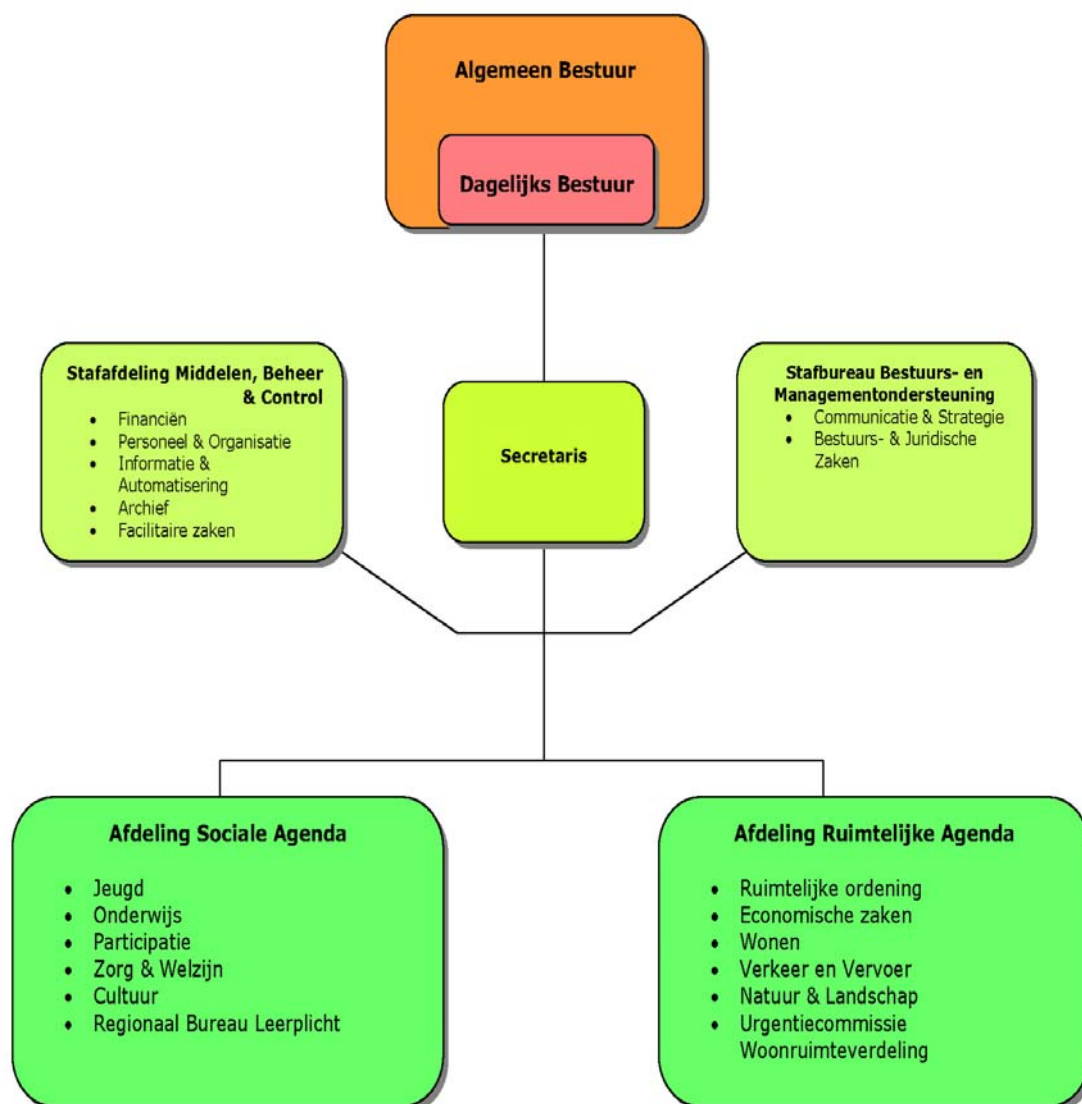 Algemeen Bestuur
Dagelijks Bestuur
Stafafdeling Middelen, Beheer
& Control
• Financiën
• Personeel & Organisatie
• Informatie &
Automatisering
• Archief
• Facilitaire zaken
Secretaris
Stafbureau Bestuurs- en
Managementondersteuning
• Communicatie & Strategie
• Bestuurs- & Juridische
Zaken
Afdeling Sociale Agenda
• Jeugd
• Onderwijs
• Participatie
• Zorg & Welzijn
• Cultuur
• Regionaal Bureau Leerplicht
Afdeling Ruimtelijke Agenda
• Ruimtelijke ordening
• Economische zaken
• Wonen
• Verkeer en Vervoer
• Natuur & Landschap
• Urgentiecommissie
Woonruimteverdeling